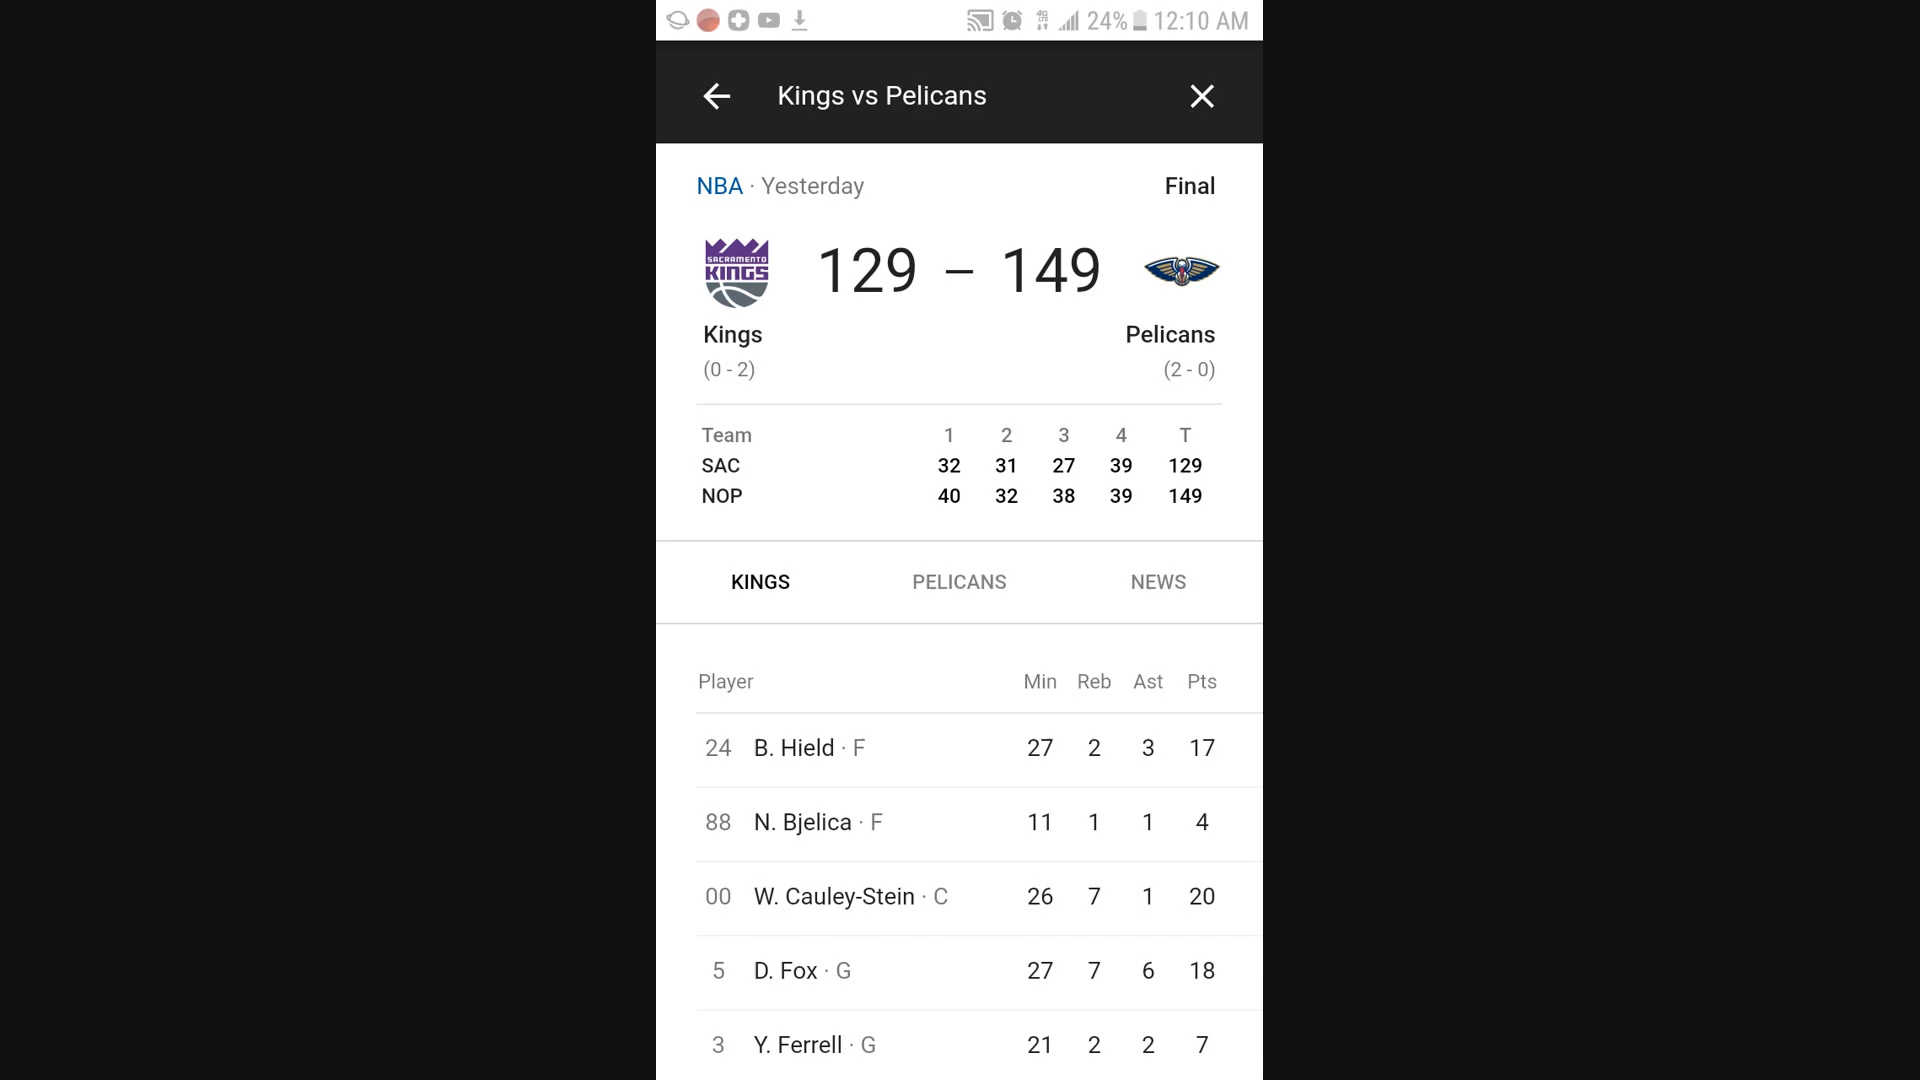 24% 12:10 AM
Kings vs Pelicans
NBA · Yesterday Final
SACRAMENTO
KINGS
129 – 149
Kings Pelicans
(0 - 2) (2 - 0)
Team 1 2 3 4 T
SAC 32 31 27 39 129
NOP 40 32 38 39 149
KINGS PELICANS NEWS
Player Min Reb Ast Pts
24 B. Hield · F 27 2 3 17
88 N. Bjelica · F 11 1 1 4
00 W. Cauley-Stein · C 26 7 1 20
5 D. Fox · G 27 7 6 18
3 Y. Ferrell · G 21 2 2 7